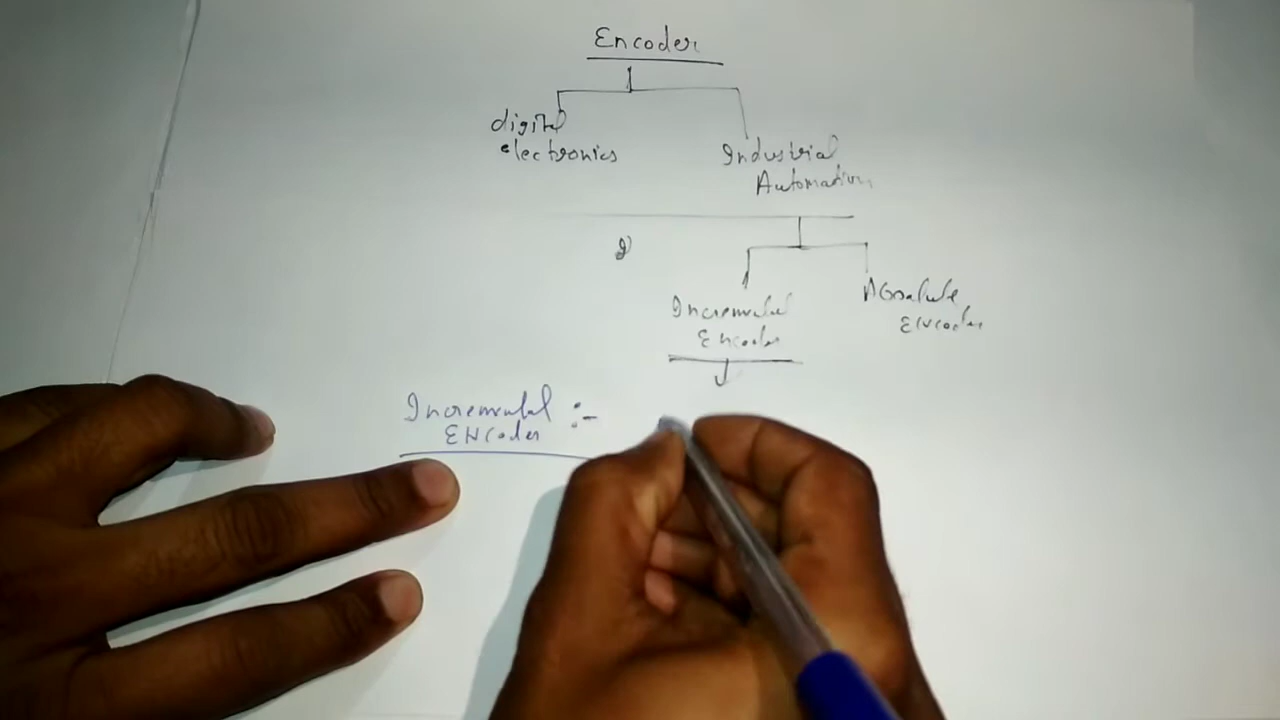 Encoder
digital
electronics
Industrial
Automation
Incremental
Encoder
Absolute
Encoder
Incremental :-
ENcoder